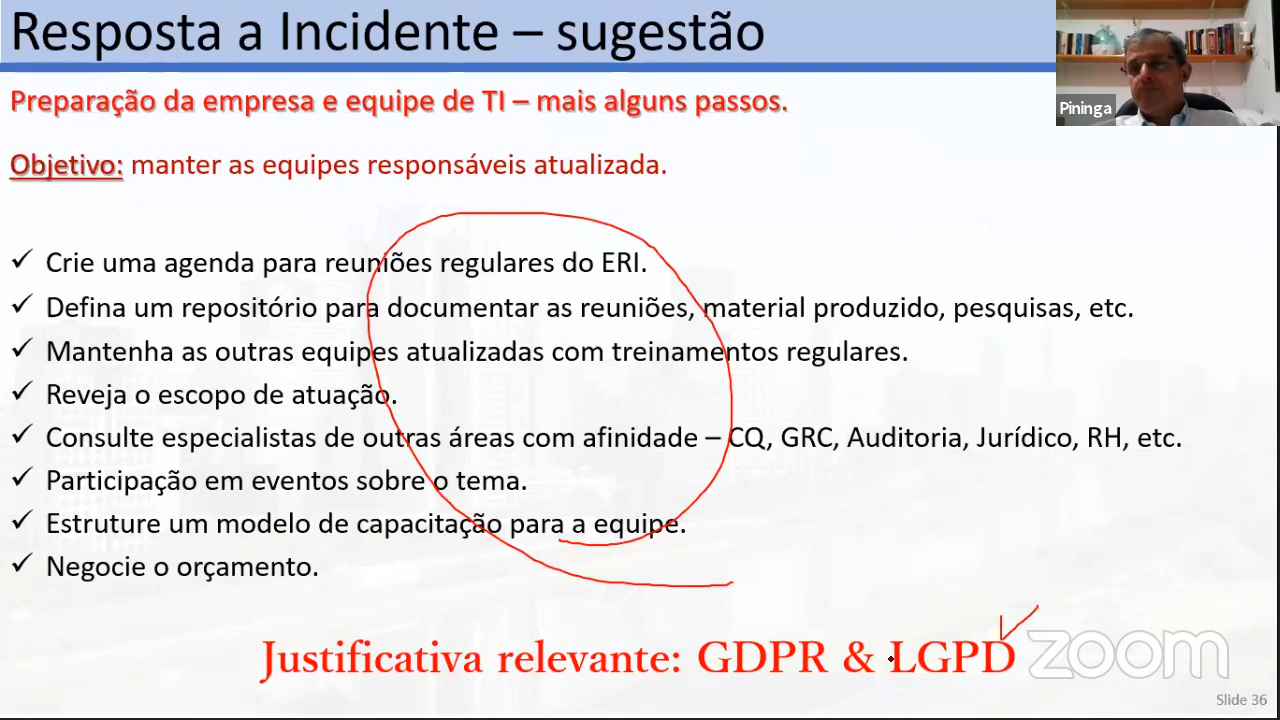 Resposta a Incidente – sugestão
Pininga
Preparação da empresa e equipe de TI – mais alguns passos.
Objetivo: manter as equipes responsáveis atualizada.
✓ Crie uma agenda para reuniões regulares do ERI.
✓ Defina um repositório para documentar as reuniões, material produzido, pesquisas, etc.
✓ Mantenha as outras equipes atualizadas com treinamentos regulares.
✓ Reveja o escopo de atuação.
✓ Consulte especialistas de outras áreas com afinidade – CQ, GRC, Auditoria, Jurídico, RH, etc.
✓ Participação em eventos sobre o tema.
✓ Estruture um modelo de capacitação para a equipe.
✓ Negocie o orçamento.
Justificativa relevante: GDPR & LGPD
zoom
Slide 36